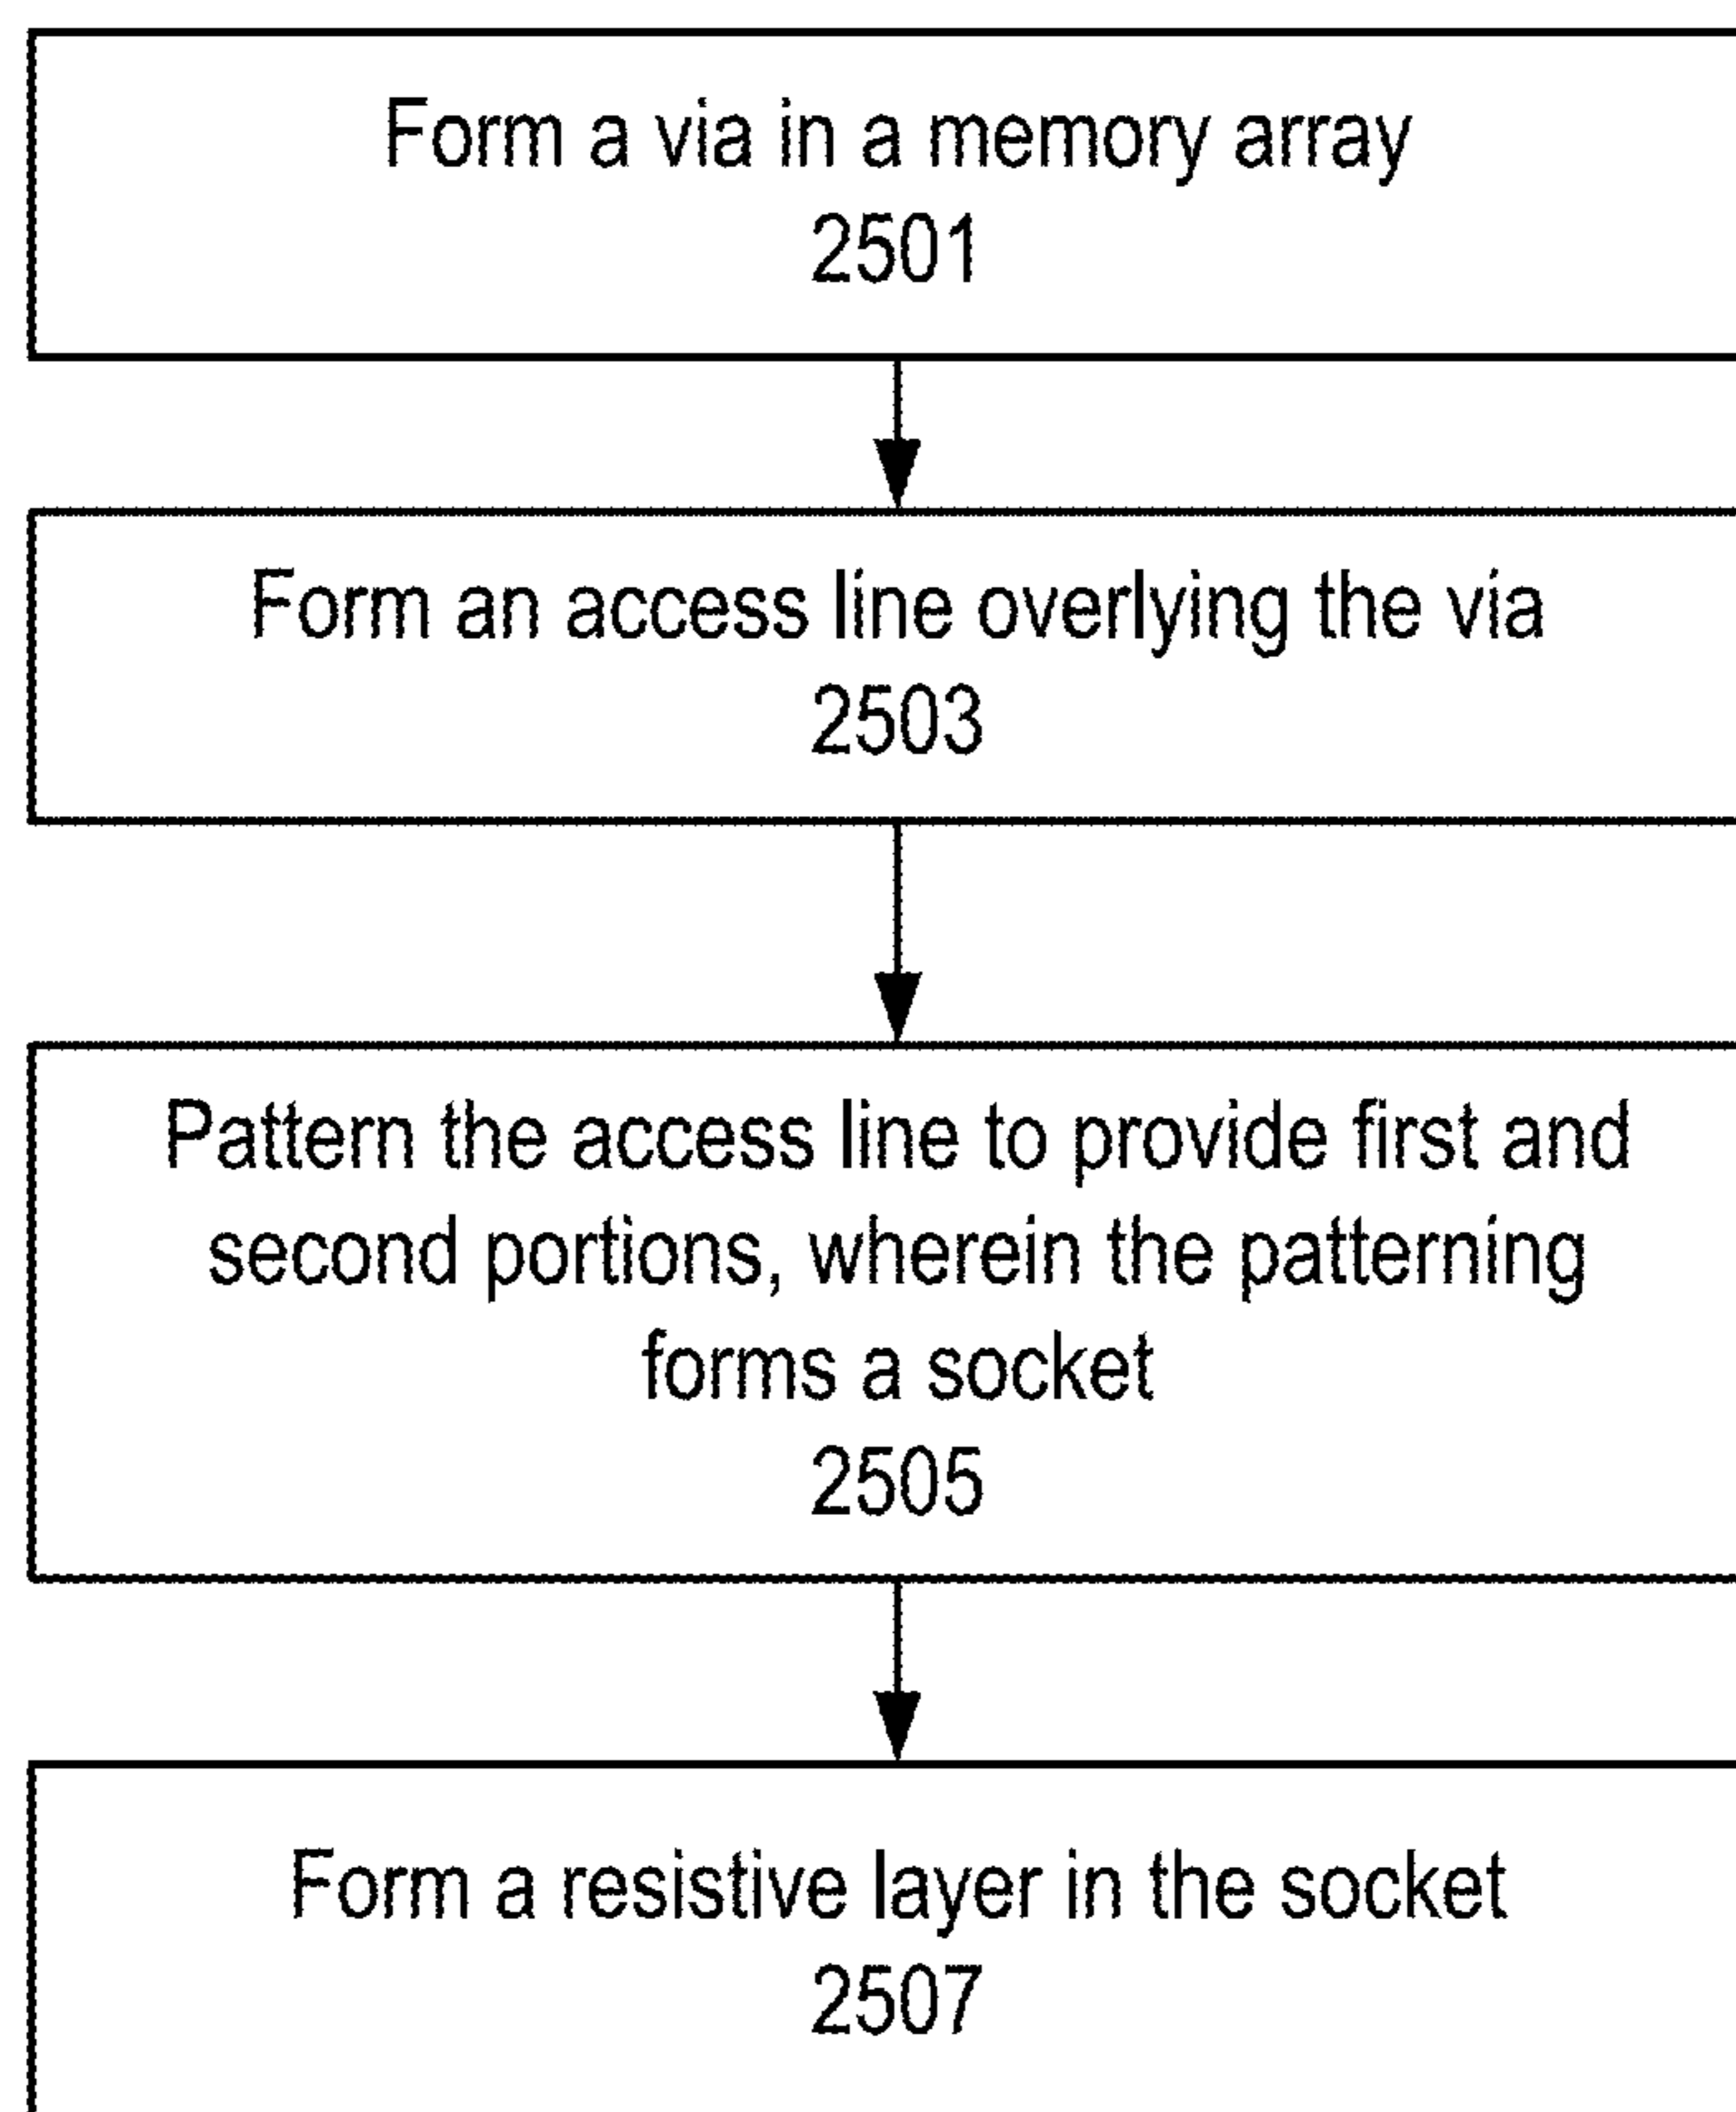 Form a via in a memory array
2501
Form an access line overlying the via
2503
Pattern the access line to provide first and
second portions, wherein the patterning
forms a socket
2505
Form a resistive layer in the socket
2507